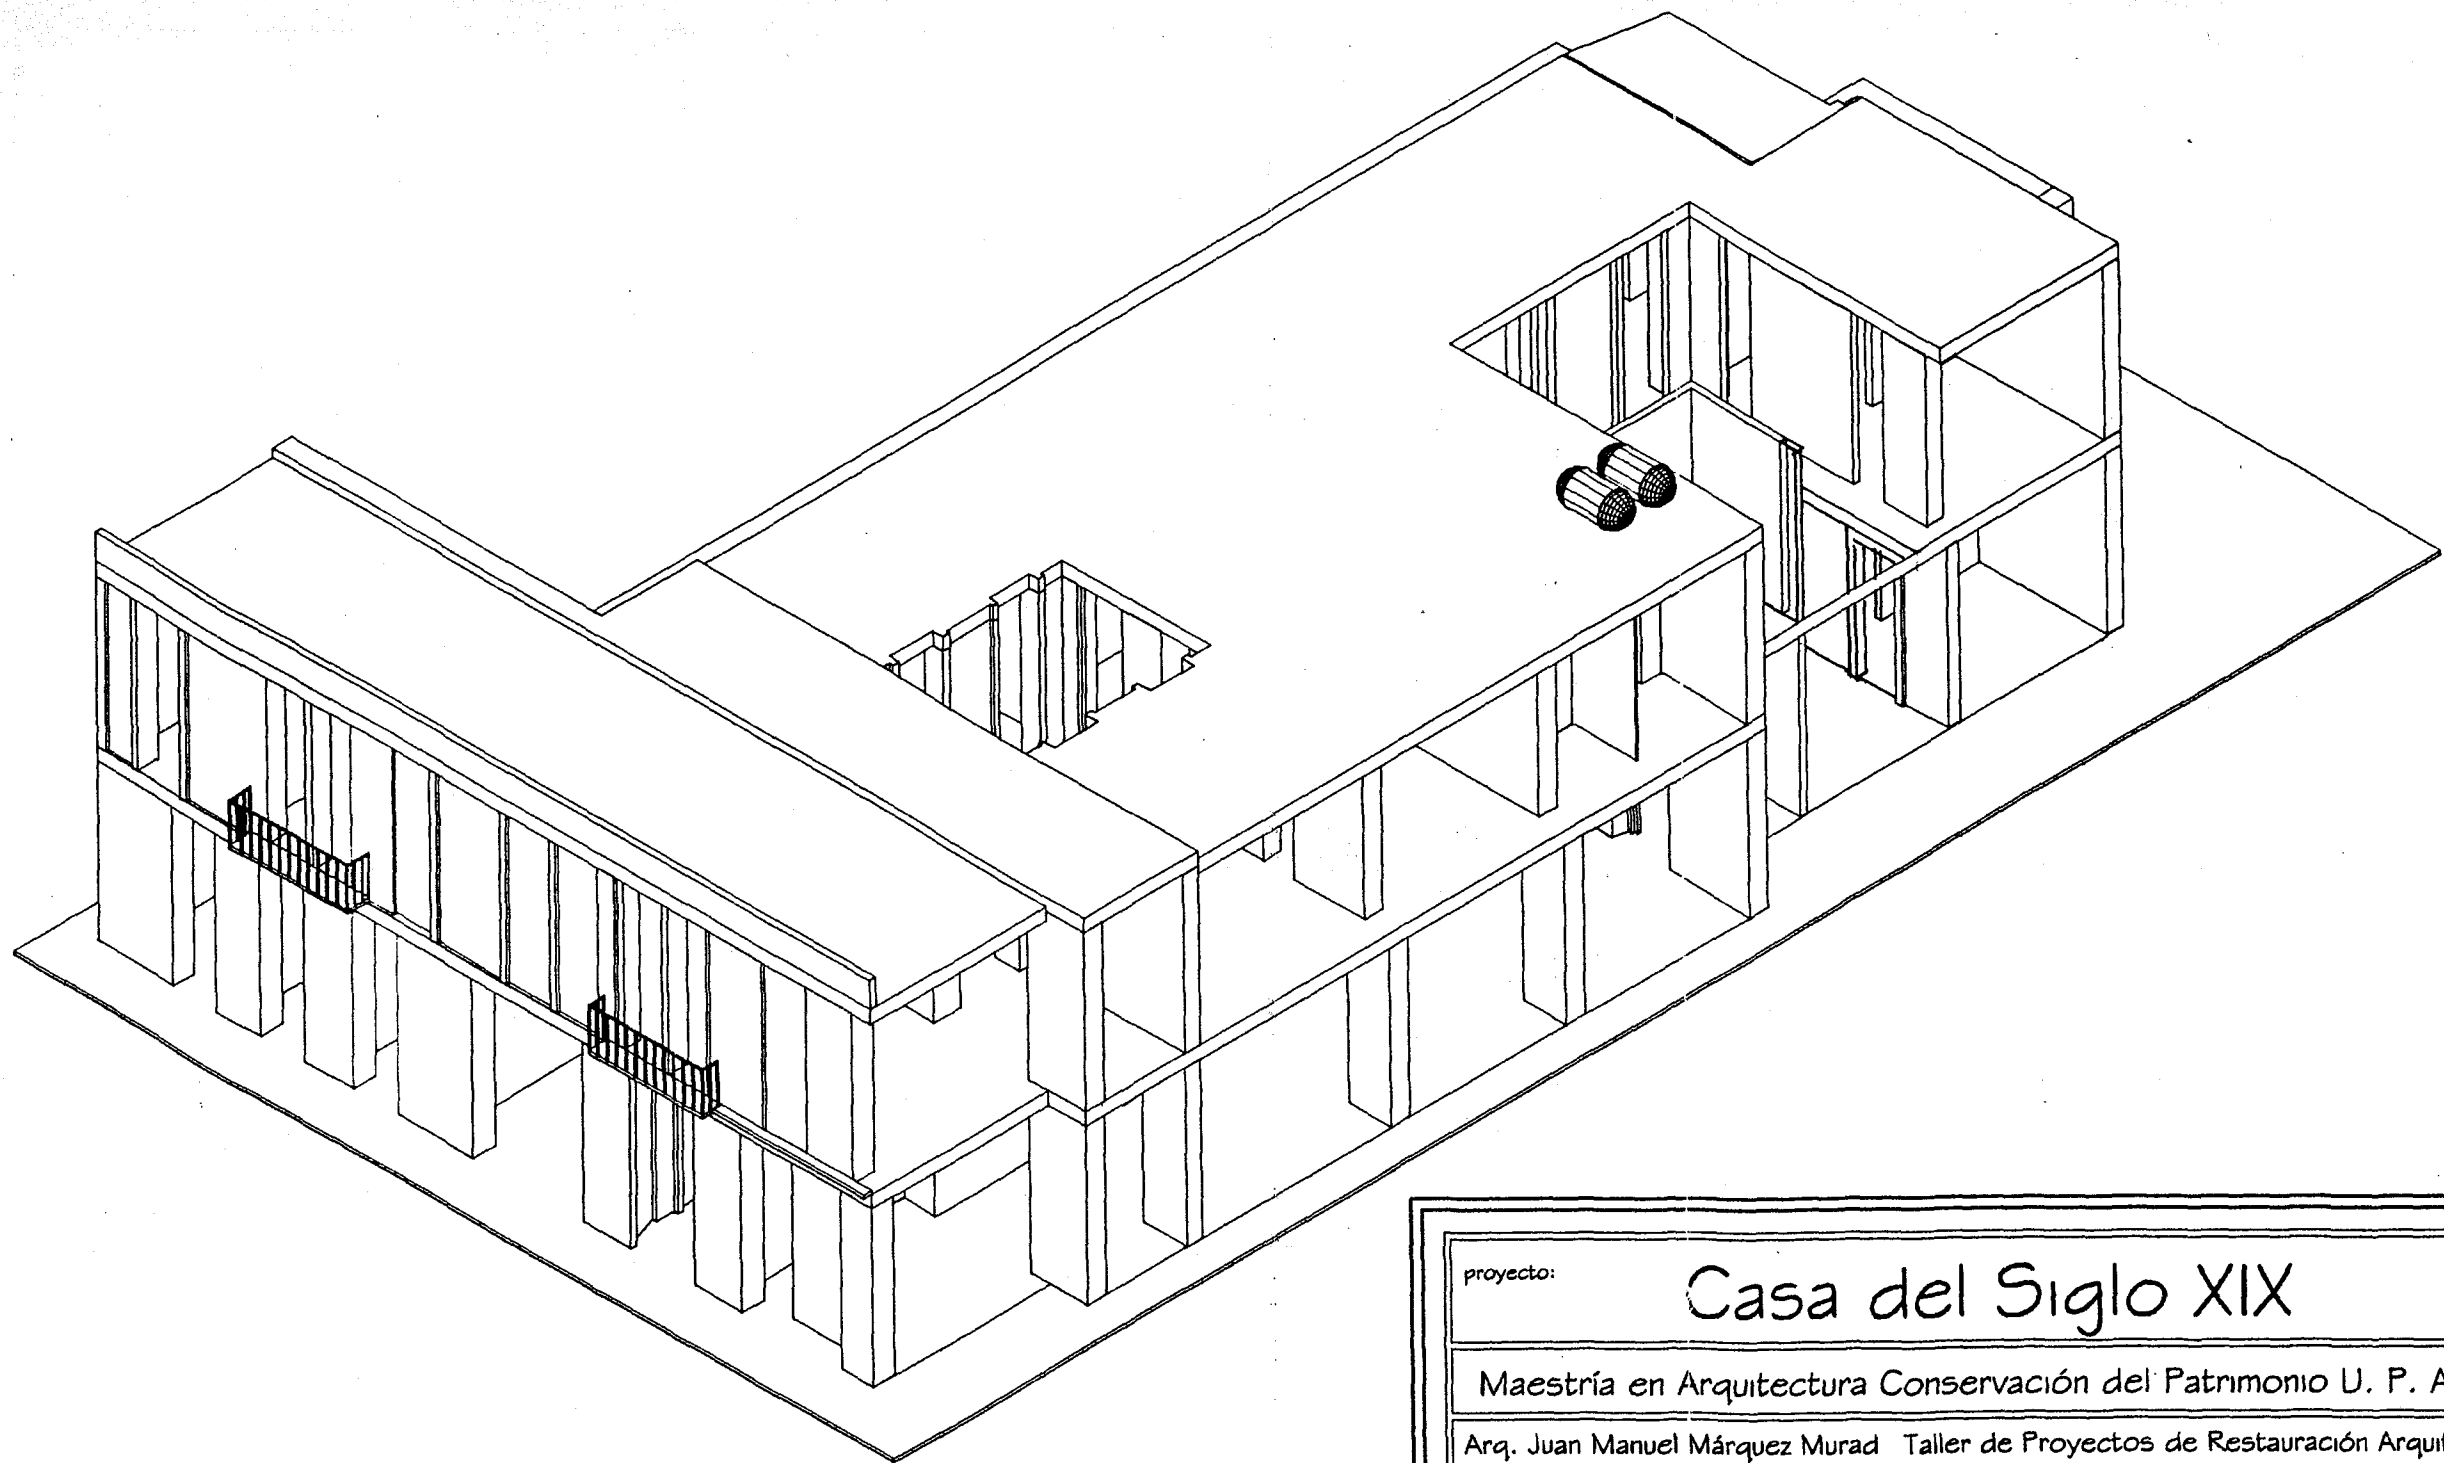 proyecto:
Casa del Siglo XIX
Maestría en Arquitectura Conservación del Patrimonio U. P. A
Arq. Juan Manuel Márquez Murad Taller de Proyectos de Restauración